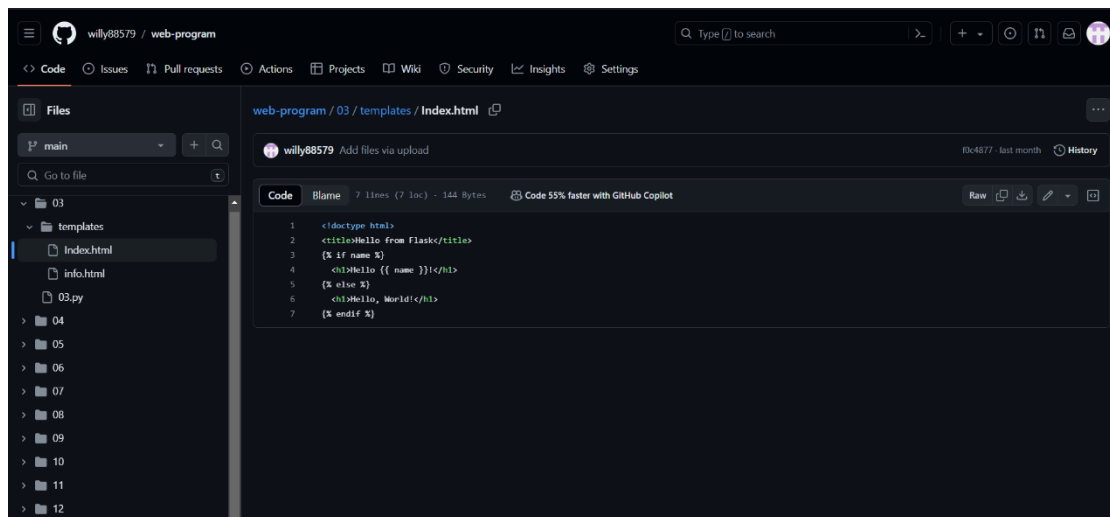 willy88579 / web-program
Type / to search
Code Issues Pull requests Actions Projects Wiki Security Insights Settings
Files
main
Go to file t
03
templates
Index.html
info.html
03.py
04
05
06
07
08
09
10
11
12
web-program / 03 / templates / Index.html
willy88579 Add files via upload
f0c4877 · last month History
Code Blame 7 lines (7 loc) · 144 Bytes Code 55% faster with GitHub Copilot Raw
1 <!doctype html>
2 <title>Hello from Flask</title>
3 {% if name %}
4 <h1>Hello {{ name }}!</h1>
5 {% else %}
6 <h1>Hello, World!</h1>
7 {% endif %}